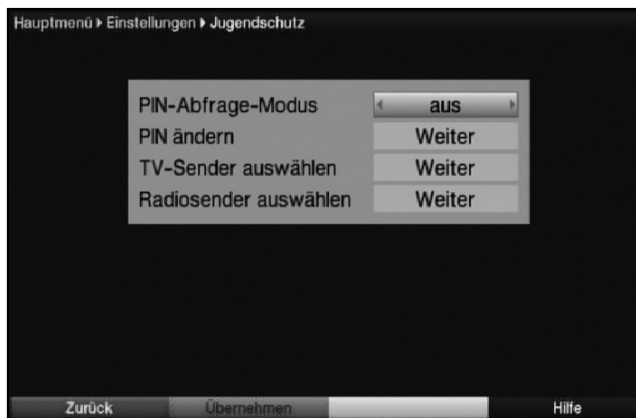 Hauptmenü ▸ Einstellungen ▸ Jugendschutz
PIN-Abfrage-Modus aus
PIN ändern Weiter
TV-Sender auswählen Weiter
Radiosender auswählen Weiter
Zurück Übernehmen Hilfe